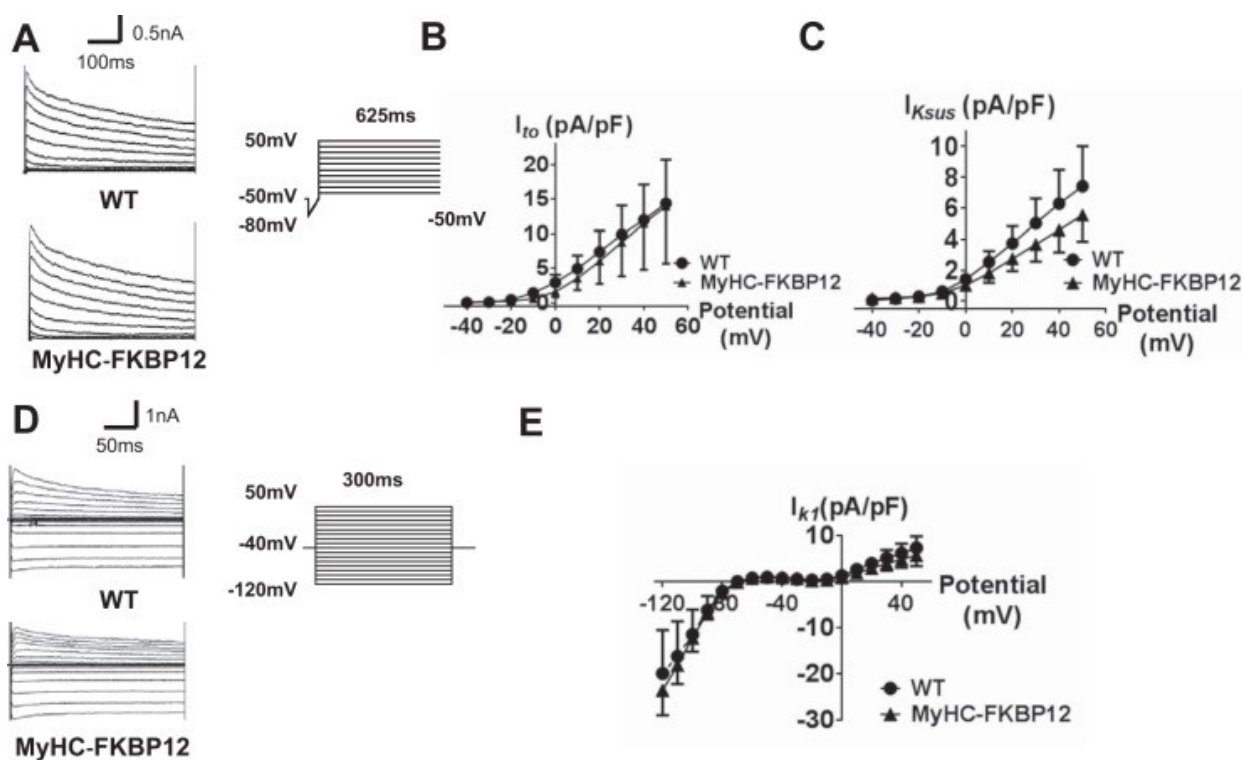 A
0.5nA
100ms
WT
MyHC-FKBP12
625ms
50mV
-50mV
-80mV
-50mV
B
Ito (pA/pF)
20
15
10
5
0
-40 -20 0 20 40 60
Potential
(mV)
WT
MyHC-FKBP12
C
IKsus (pA/pF)
10
8
6
4
2
0
-40 -20 0 20 40 60
Potential
(mV)
WT
MyHC-FKBP12
D
1nA
50ms
WT
MyHC-FKBP12
300ms
50mV
-40mV
-120mV
E
Ik1(pA/pF)
10
-120 -40 40
Potential
(mV)
-10
-20
-30
WT
MyHC-FKBP12